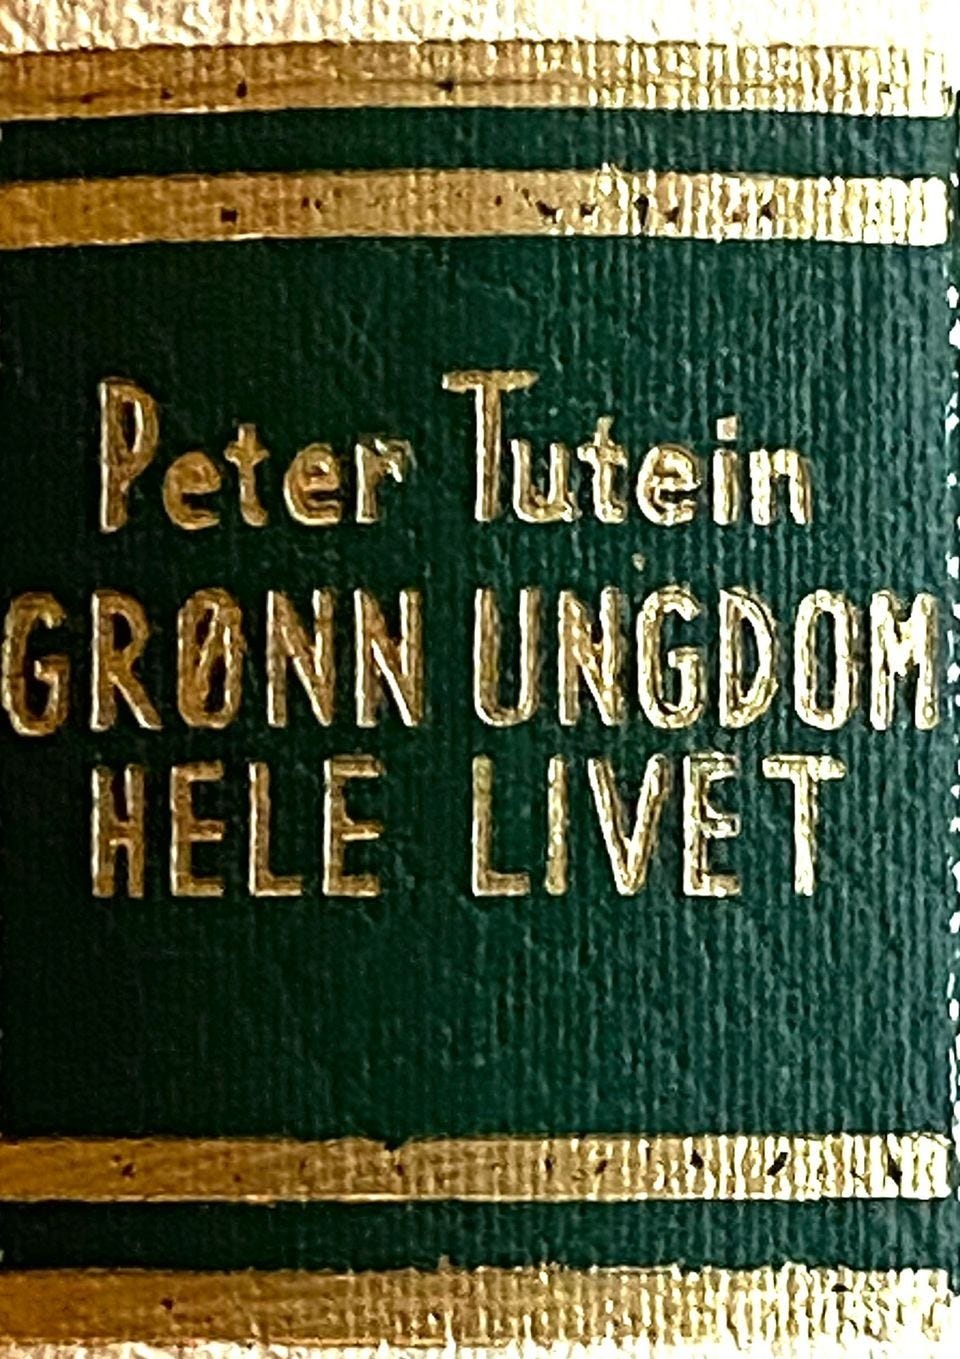 Peter Tutein
GRØNN UNGDOM
HELE LIVET